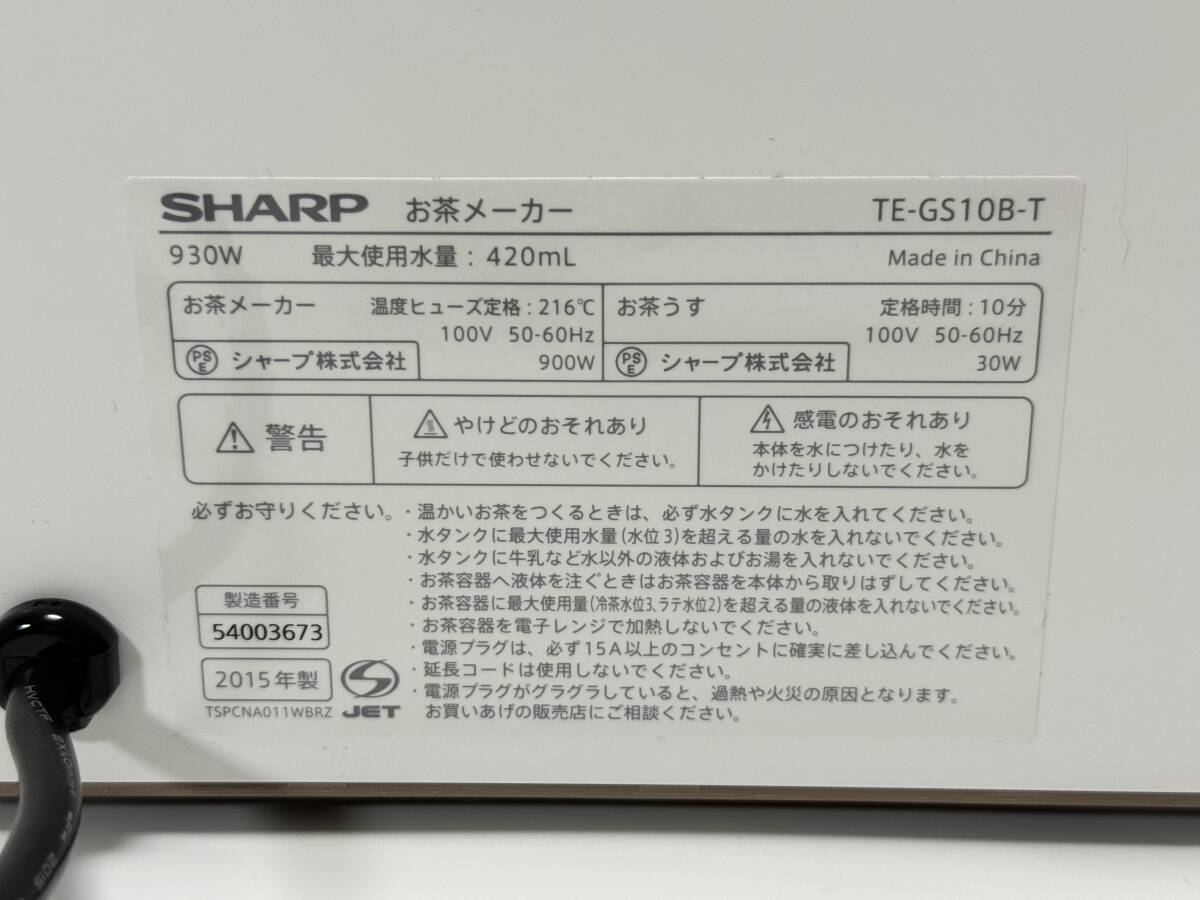 SHARP お茶メーカー TE-GS10B-T
930W 最大使用水量：420mL Made in China
お茶メーカー 温度ヒューズ定格：216℃
100V 50-60Hz
PSE シャープ株式会社 900W
お茶うす 定格時間：10分
100V 50-60Hz
PSE シャープ株式会社 30W
警告
やけどのおそれあり
子供だけで使わせないでください。
感電のおそれあり
本体を水につけたり、水を
かけたりしないでください。
必ずお守りください。・温かいお茶をつくるときは、必ず水タンクに水を入れてください。
・水タンクに最大使用水量(水位3)を超える量の水を入れないでください。
・水タンクに牛乳など水以外の液体およびお湯を入れないでください。
・お茶容器へ液体を注ぐときはお茶容器を本体から取りはずしてください。
・お茶容器に最大使用量(冷茶水位3、ラテ水位2)を超える量の液体を入れないでください。
・お茶容器を電子レンジで加熱しないでください。
・電源プラグは、必ず15A以上のコンセントに確実に差し込んでください。
・延長コードは使用しないでください。
・電源プラグがグラグラしていると、過熱や火災の原因となります。
お買いあげの販売店にご相談ください。
製造番号
54003673
2015年製
TSPCNA011WBRZ JET
HVCTF 2X
2015